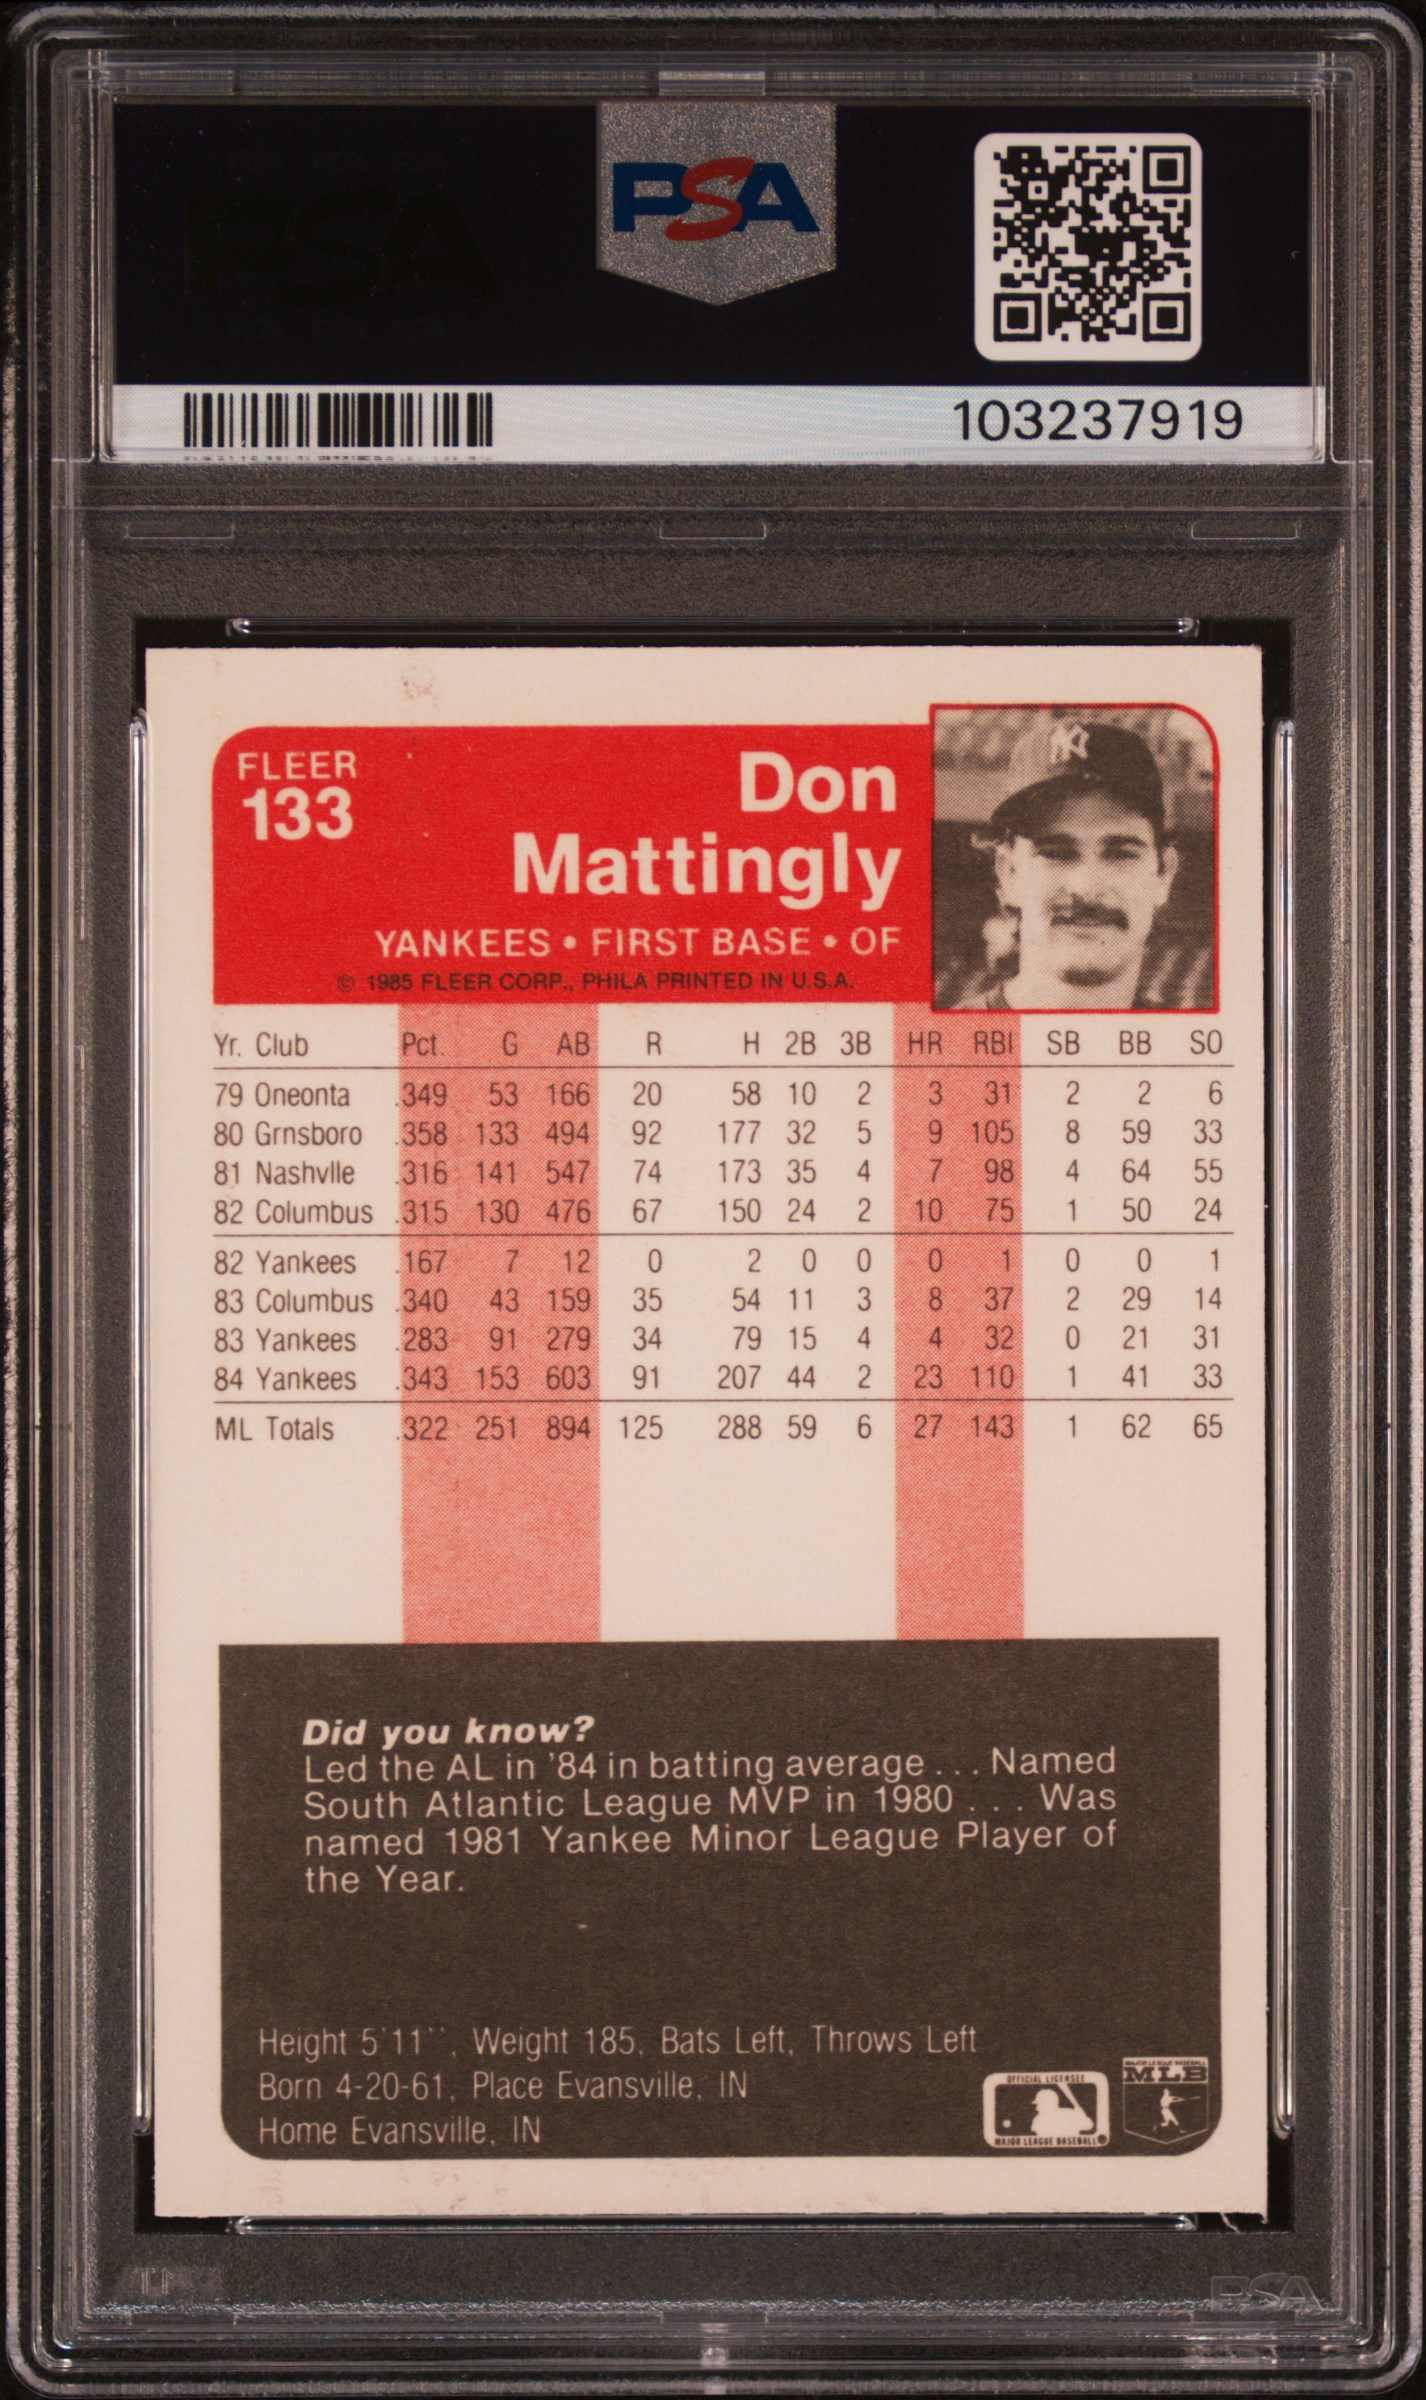 PSA
103237919
FLEER
133
Don
Mattingly
YANKEES • FIRST BASE • OF
© 1985 FLEER CORP., PHILA PRINTED IN U.S.A.
Yr. Club Pct. G AB R H 2B 3B HR RBI SB BB SO
79 Oneonta .349 53 166 20 58 10 2 3 31 2 2 6
80 Grnsboro .358 133 494 92 177 32 5 9 105 8 59 33
81 Nashvlle .316 141 547 74 173 35 4 7 98 4 64 55
82 Columbus .315 130 476 67 150 24 2 10 75 1 50 24
82 Yankees .167 7 12 0 2 0 0 0 1 0 0 1
83 Columbus .340 43 159 35 54 11 3 8 37 2 29 14
83 Yankees .283 91 279 34 79 15 4 4 32 0 21 31
84 Yankees .343 153 603 91 207 44 2 23 110 1 41 33
ML Totals .322 251 894 125 288 59 6 27 143 1 62 65
Did you know?
Led the AL in '84 in batting average . . . Named
South Atlantic League MVP in 1980 . . . Was
named 1981 Yankee Minor League Player of
the Year.
Height 5'11'', Weight 185, Bats Left, Throws Left
Born 4-20-61, Place Evansville, IN
Home Evansville, IN
OFFICIAL LICENSEE
MAJOR LEAGUE BASEBALL
MAJOR LEAGUE BASEBALL
MLB
PSA